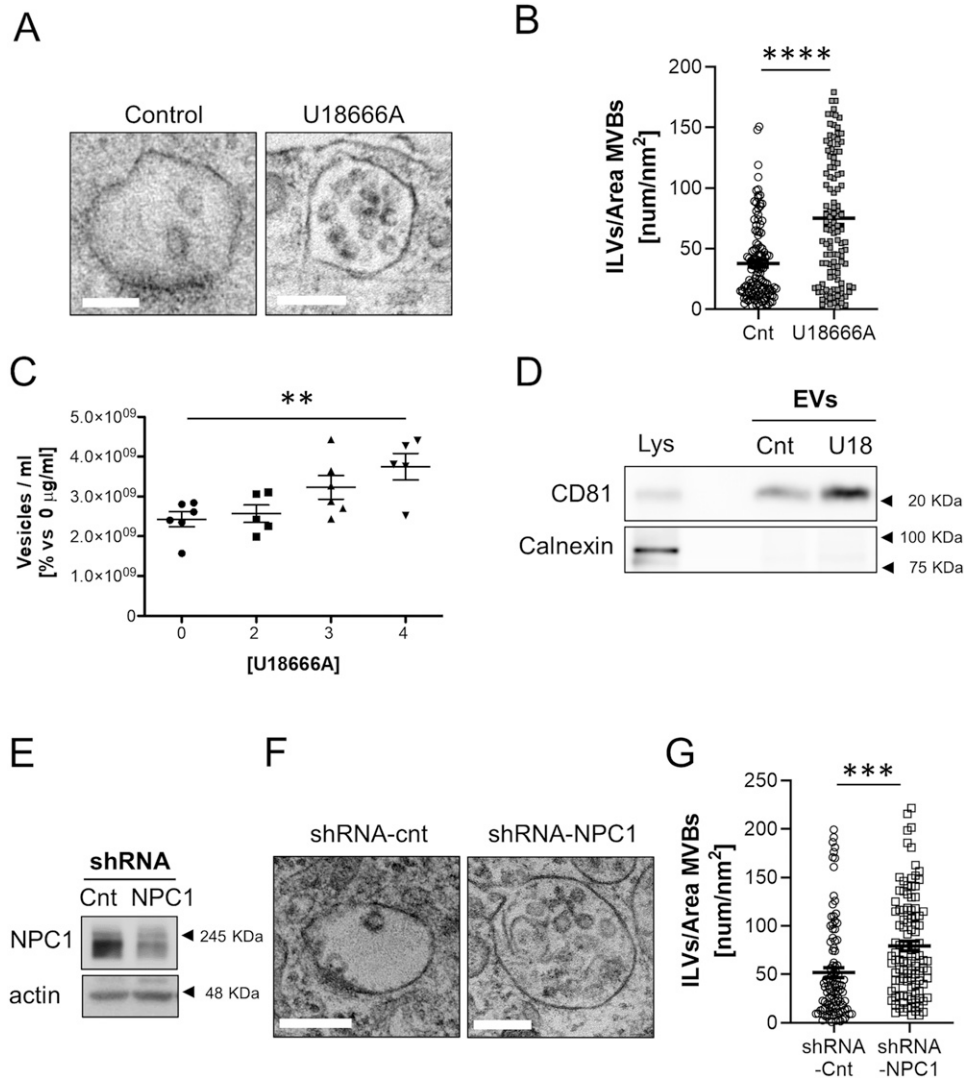 A
Control U18666A
B
****
ILVs/Area MVBs
[num/nm²]
200
150
100
50
0
Cnt U18666A
C
**
Vesicles / ml
[% vs 0 µg/ml]
5.0×10⁰⁹
4.0×10⁰⁹
3.0×10⁰⁹
2.0×10⁰⁹
1.0×10⁰⁹
0
0 2 3 4
[U18666A]
D
EVs
Lys Cnt U18
CD81 ◄ 20 KDa
Calnexin ◄ 100 KDa
◄ 75 KDa
E
shRNA
Cnt NPC1
NPC1 ◄ 245 KDa
actin ◄ 48 KDa
F
shRNA-cnt shRNA-NPC1
G
***
ILVs/Area MVBs
[num/nm²]
250
200
150
100
50
0
shRNA shRNA
-Cnt -NPC1